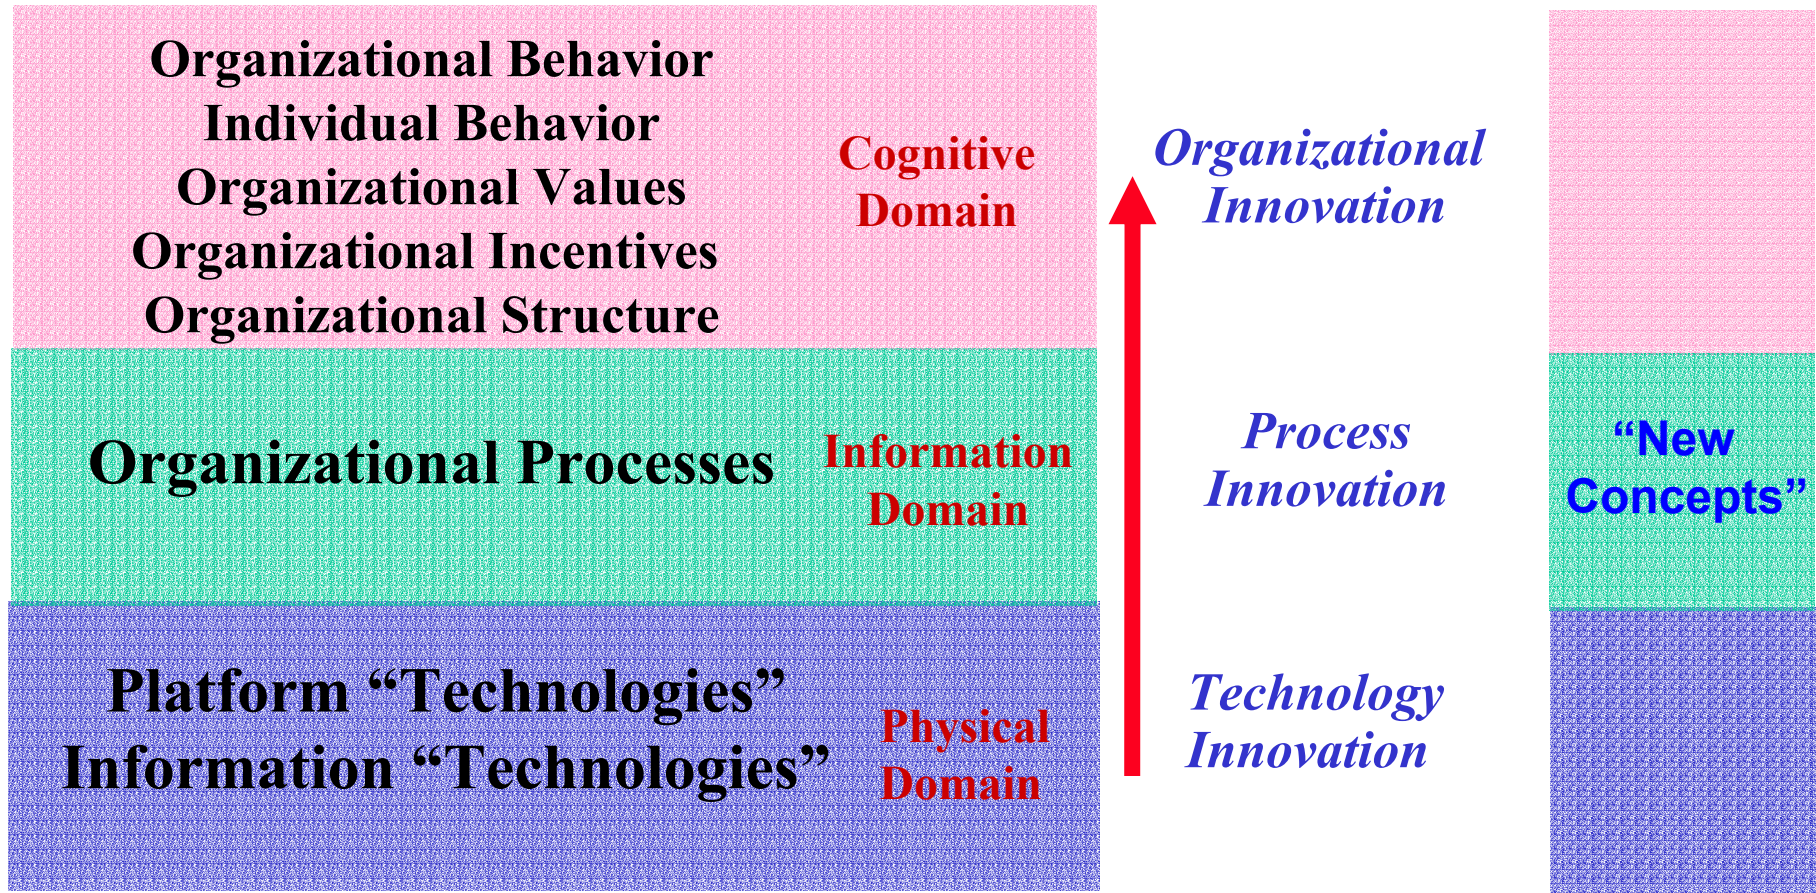 Organizational Behavior
Individual Behavior
Organizational Values
Organizational Incentives
Organizational Structure
Cognitive
Domain
Organizational
Innovation
Organizational Processes
Information
Domain
Process
Innovation
“New
Concepts”
Platform “Technologies”
Information “Technologies”
Physical
Domain
Technology
Innovation